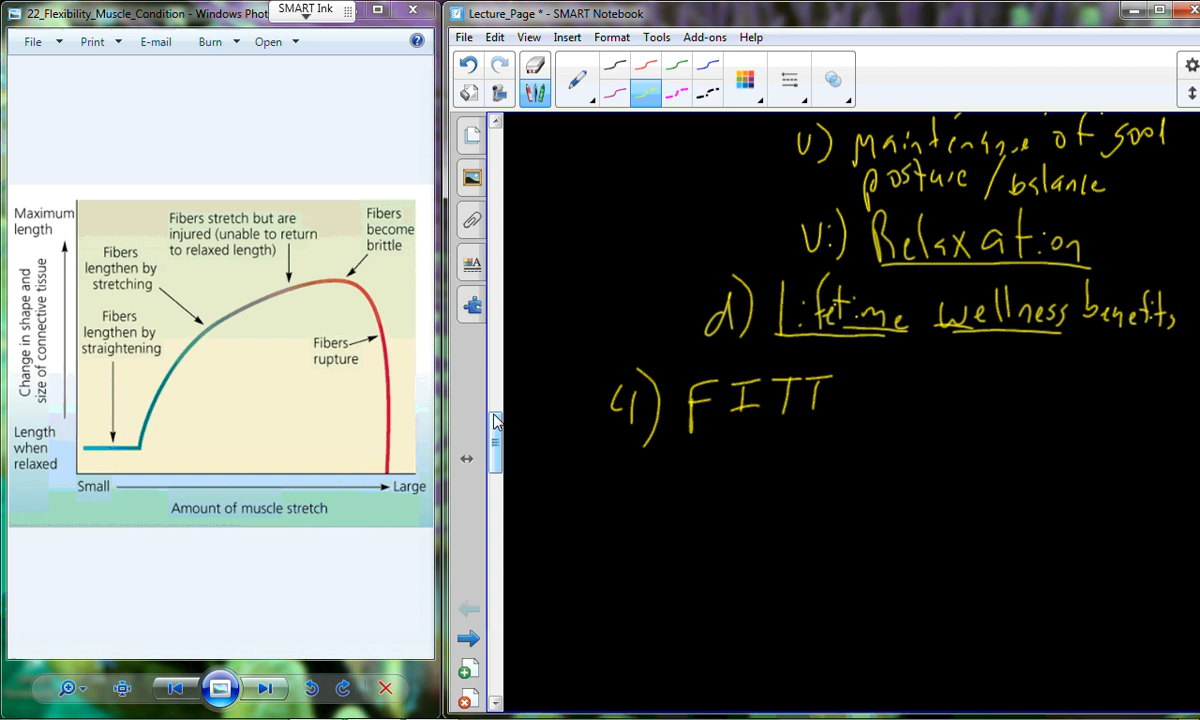 22_Flexibility_Muscle_Condition - Windows Phot
SMART Ink
File Print E-mail Burn Open
Maximum length
Change in shape and size of connective tissue
Length when relaxed
Fibers lengthen by straightening
Fibers lengthen by stretching
Fibers stretch but are injured (unable to return to relaxed length)
Fibers become brittle
Fibers rupture
Small Large
Amount of muscle stretch
Lecture_Page * - SMART Notebook
File Edit View Insert Format Tools Add-ons Help
v) Maintenance of good
posture / balance
vi) Relaxation
d) Lifetime wellness benefits
4) FITT